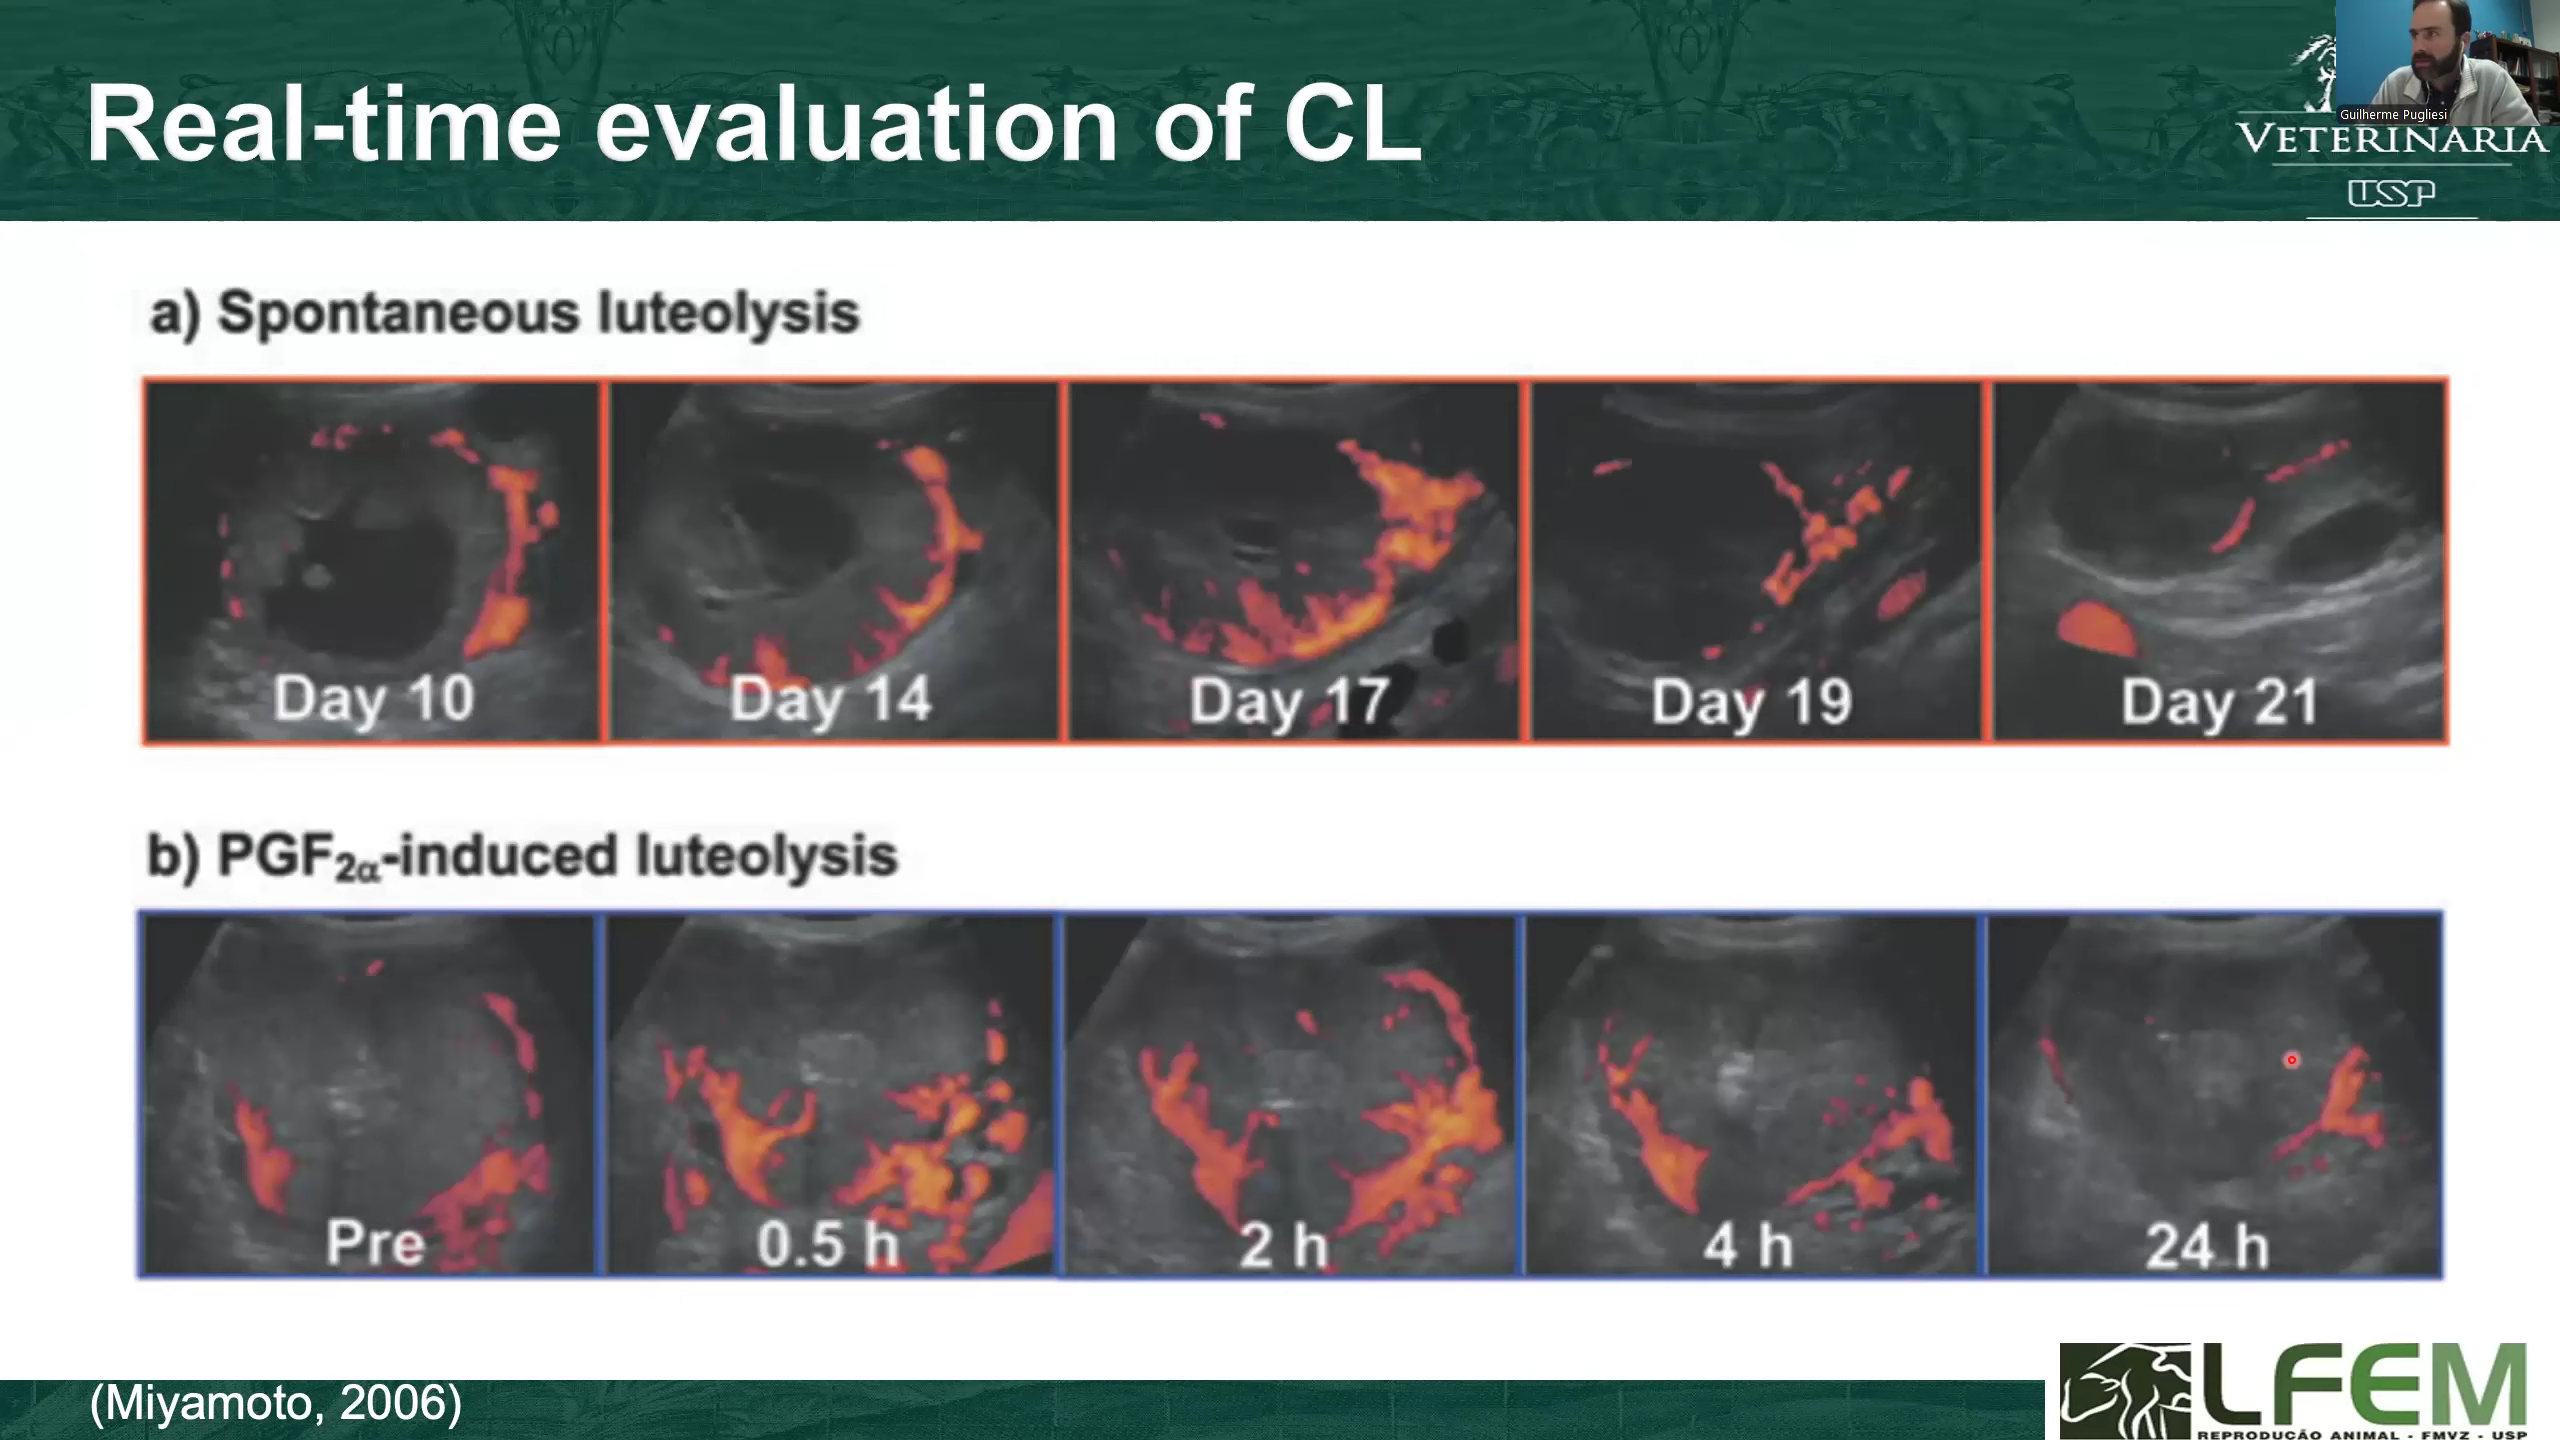 Real-time evaluation of CL
Guilherme Pugliesi
VETERINARIA
USP
a) Spontaneous luteolysis
Day 10
Day 14
Day 17
Day 19
Day 21
b) PGF2α-induced luteolysis
Pre
0.5 h
2 h
4 h
24 h
(Miyamoto, 2006)
LFEM
REPRODUCÃO ANIMAL - FMVZ - USP